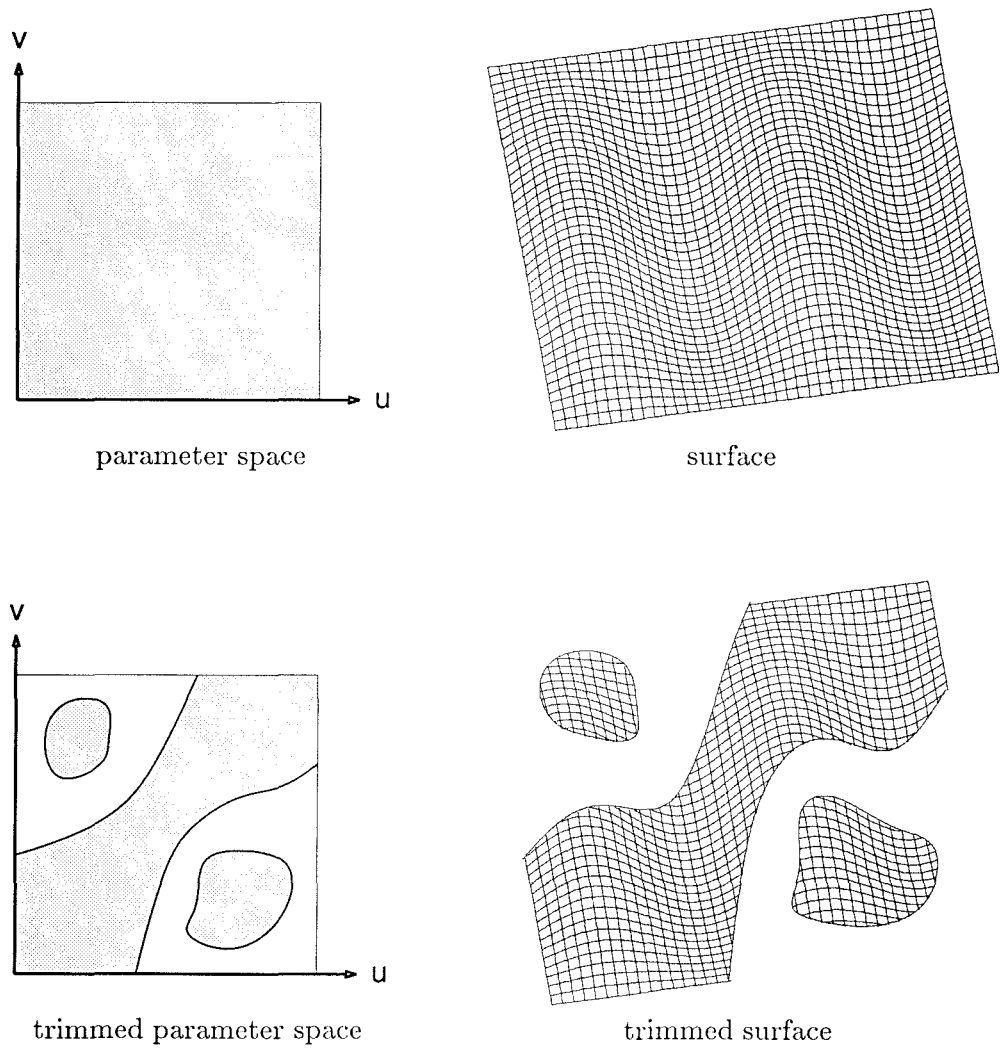 v
u
parameter space
surface
v
u
trimmed parameter space
trimmed surface